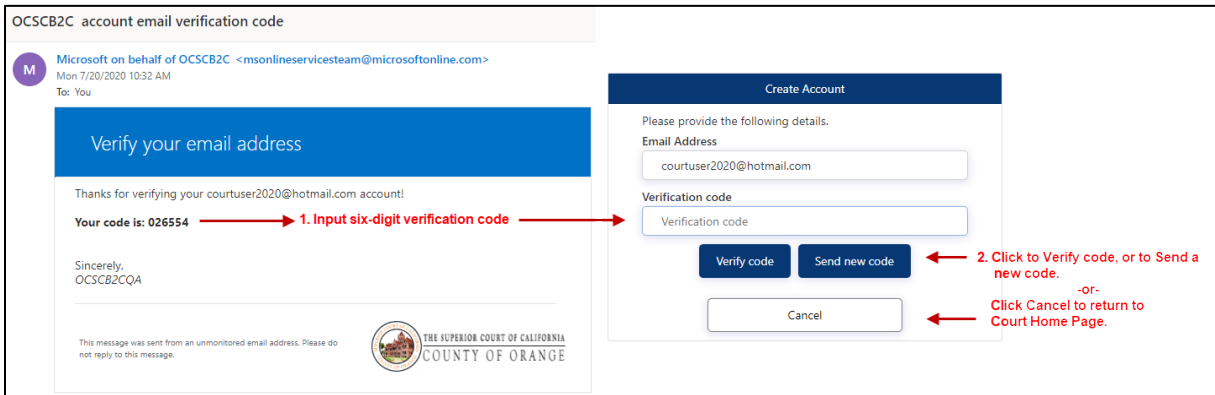 OCSCB2C account email verification code
M
Microsoft on behalf of OCSCB2C <msonlineservicesteam@microsoftonline.com>
Mon 7/20/2020 10:32 AM
To: You
Verify your email address
Thanks for verifying your courtuser2020@hotmail.com account!
Your code is: 026554
1. Input six-digit verification code
Sincerely,
OCSCB2CQA
This message was sent from an unmonitored email address. Please do
not reply to this message.
THE SUPERIOR COURT OF CALIFORNIA
COUNTY OF ORANGE
Create Account
Please provide the following details.
Email Address
courtuser2020@hotmail.com
Verification code
Verification code
Verify code
Send new code
2. Click to Verify code, or to Send a
new code.
-or-
Click Cancel to return to
Court Home Page.
Cancel